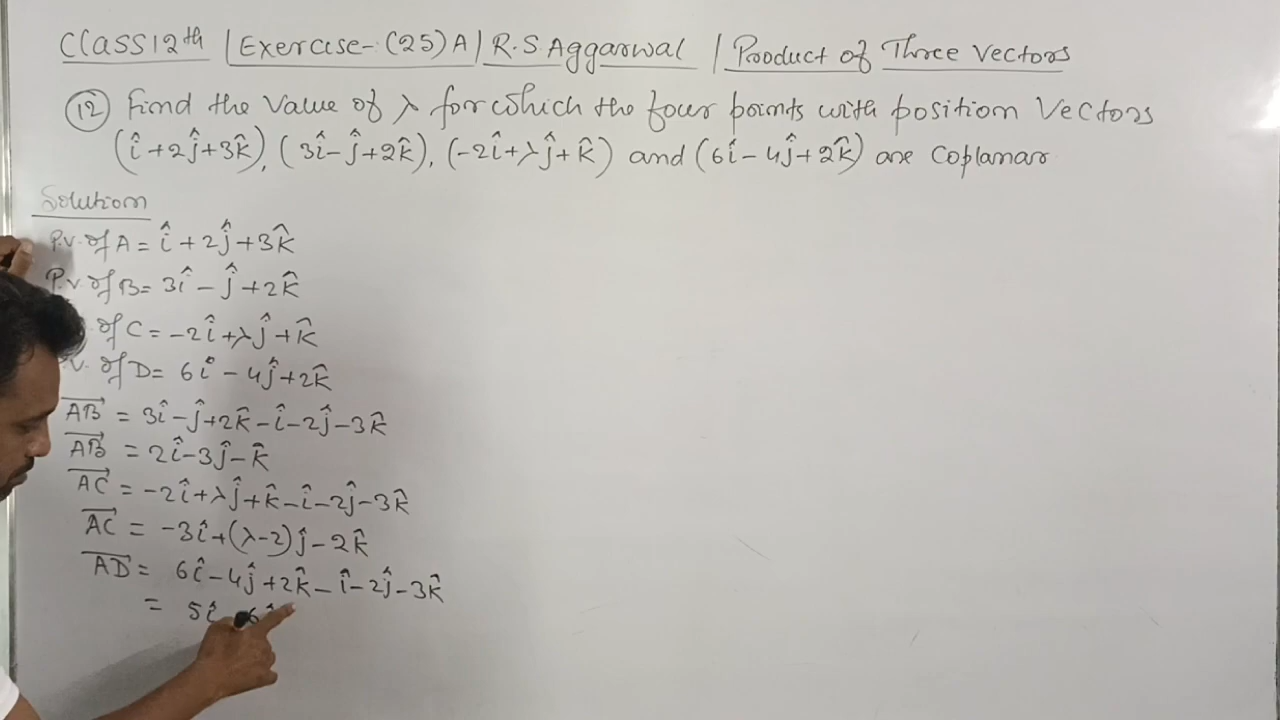 Class 12th | Exercise-(25)A | R.S Aggarwal | Product of Three Vectors
(12) Find the Value of λ for which the four points with position Vectors
(î+2ĵ+3k̂), (3î-ĵ+2k̂), (-2î+λĵ+k̂) and (6î-4ĵ+2k̂) are Coplanar
Solution
P.V. of A = î+2ĵ+3k̂
P.V. of B = 3î-ĵ+2k̂
of C = -2î+λĵ+k̂
V. of D = 6î-4ĵ+2k̂
AB⃗ = 3î-ĵ+2k̂-î-2ĵ-3k̂
AB⃗ = 2î-3ĵ-k̂
AC⃗ = -2î+λĵ+k̂-î-2ĵ-3k̂
AC⃗ = -3î+(λ-2)ĵ-2k̂
AD⃗ = 6î-4ĵ+2k̂-î-2ĵ-3k̂
= 5î